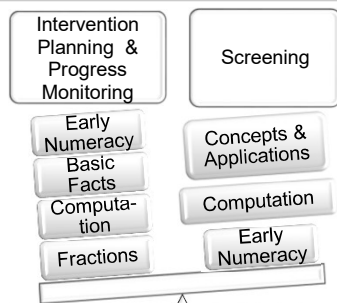 Intervention
Planning &
Progress
Monitoring
Early
Numeracy
Basic
Facts
Computa-
tion
Fractions
Screening
Concepts &
Applications
Computation
Early
Numeracy